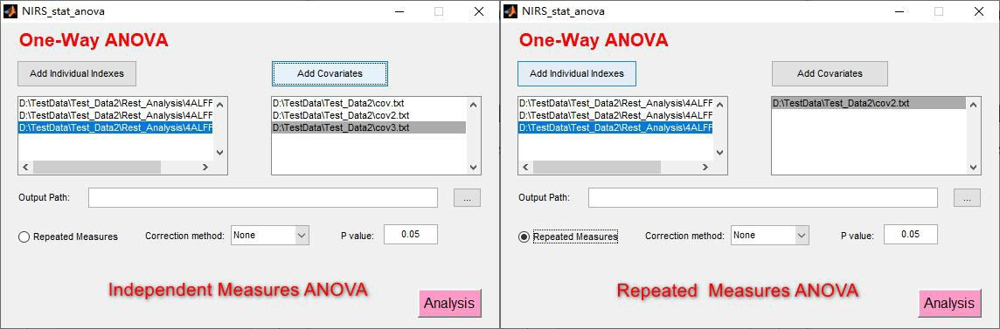 NIRS_stat_anova
One-Way ANOVA
Add Individual Indexes
Add Covariates
D:\TestData\Test_Data2\Rest_Analysis\4ALFF
D:\TestData\Test_Data2\Rest_Analysis\4ALFF
D:\TestData\Test_Data2\Rest_Analysis\4ALFF
D:\TestData\Test_Data2\cov.txt
D:\TestData\Test_Data2\cov2.txt
D:\TestData\Test_Data2\cov3.txt
Output Path:
...
Repeated Measures
Correction method:
None
P value:
0.05
Independent Measures ANOVA
Analysis
NIRS_stat_anova
One-Way ANOVA
Add Individual Indexes
Add Covariates
D:\TestData\Test_Data2\Rest_Analysis\4ALFF
D:\TestData\Test_Data2\Rest_Analysis\4ALFF
D:\TestData\Test_Data2\Rest_Analysis\4ALFF
D:\TestData\Test_Data2\cov2.txt
Output Path:
...
Repeated Measures
Correction method:
None
P value:
0.05
Repeated Measures ANOVA
Analysis